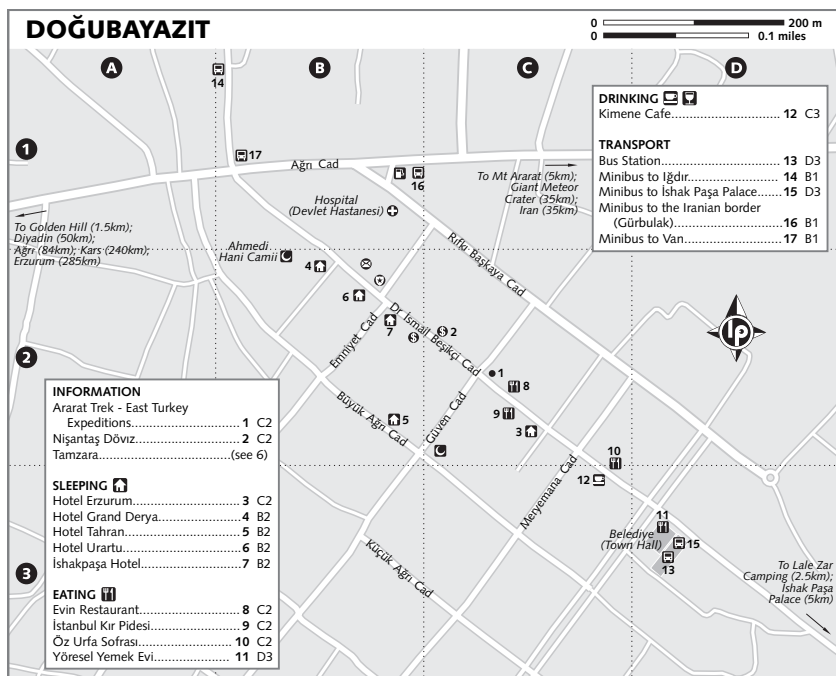 DOĞUBAYAZIT
0 200 m
0 0.1 miles
A B C D
1
2
3
14
17
Ağrı Cad
16
Hospital
(Devlet Hastanesi)
To Mt Ararat (5km);
Giant Meteor
Crater (35km);
Iran (35km)
To Golden Hill (1.5km);
Diyadin (50km);
Ağrı (84km); Kars (240km);
Erzurum (285km)
Ahmedi
Hani Camii
4
6
7
Rıfkı Başkaya Cad
Dr İsmail Beşikçi Cad
2
Emniyet Cad
1
8
9
3
5
Büyük Ağrı Cad
Güven Cad
10
12
Meryemana Cad
11
Belediye
(Town Hall)
15
13
Küçük Ağrı Cad
To Lale Zar
Camping (2.5km);
İshak Paşa
Palace (5km)
lp
DRINKING
Kimene Cafe 12 C3
TRANSPORT
Bus Station 13 D3
Minibus to Iğdır 14 B1
Minibus to İshak Paşa Palace 15 D3
Minibus to the Iranian border
(Gürbulak) 16 B1
Minibus to Van 17 B1
INFORMATION
Ararat Trek - East Turkey
Expeditions 1 C2
Nişantaş Dövız 2 C2
Tamzara (see 6)
SLEEPING
Hotel Erzurum 3 C2
Hotel Grand Derya 4 B2
Hotel Tahran 5 B2
Hotel Urartu 6 B2
İshakpaşa Hotel 7 B2
EATING
Evin Restaurant 8 C2
İstanbul Kır Pidesi 9 C2
Öz Urfa Sofrası 10 C2
Yöresel Yemek Evi 11 D3